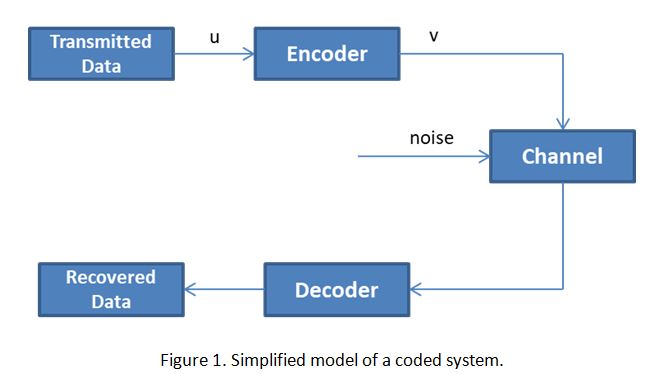 Transmitted
Data
u
Encoder
v
noise
Channel
Recovered
Data
Decoder
Figure 1. Simplified model of a coded system.